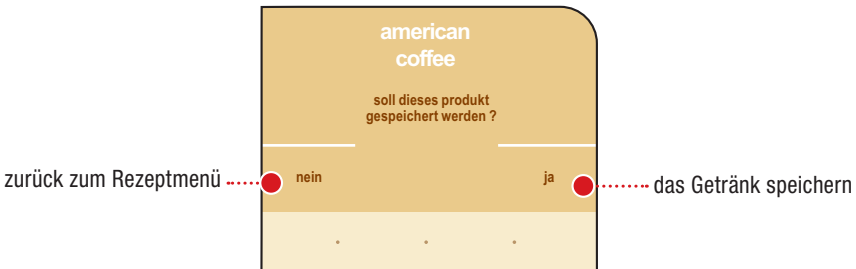 american
coffee
soll dieses produkt
gespeichert werden ?
zurück zum Rezeptmenü
nein
ja
das Getränk speichern